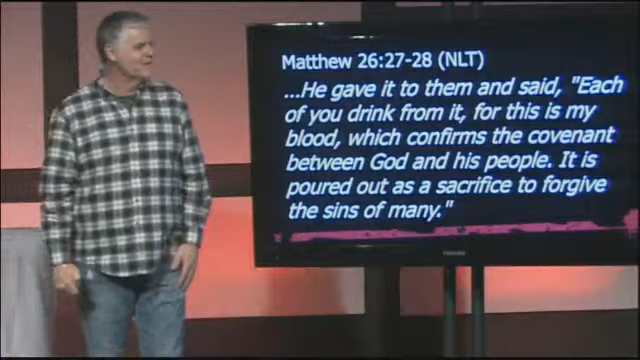 Matthew 26:27-28 (NLT)
...He gave it to them and said, "Each
of you drink from it, for this is my
blood, which confirms the covenant
between God and his people. It is
poured out as a sacrifice to forgive
the sins of many."